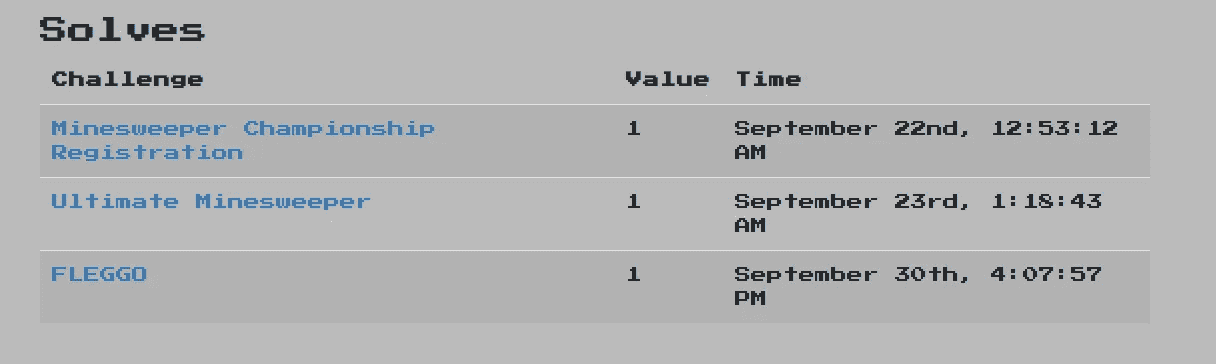 Solves
Challenge Value Time
Minesweeper Championship 1 September 22nd, 12:53:12
Registration AM
Ultimate Minesweeper 1 September 23rd, 1:18:43
AM
FLEGGO 1 September 30th, 4:07:57
PM